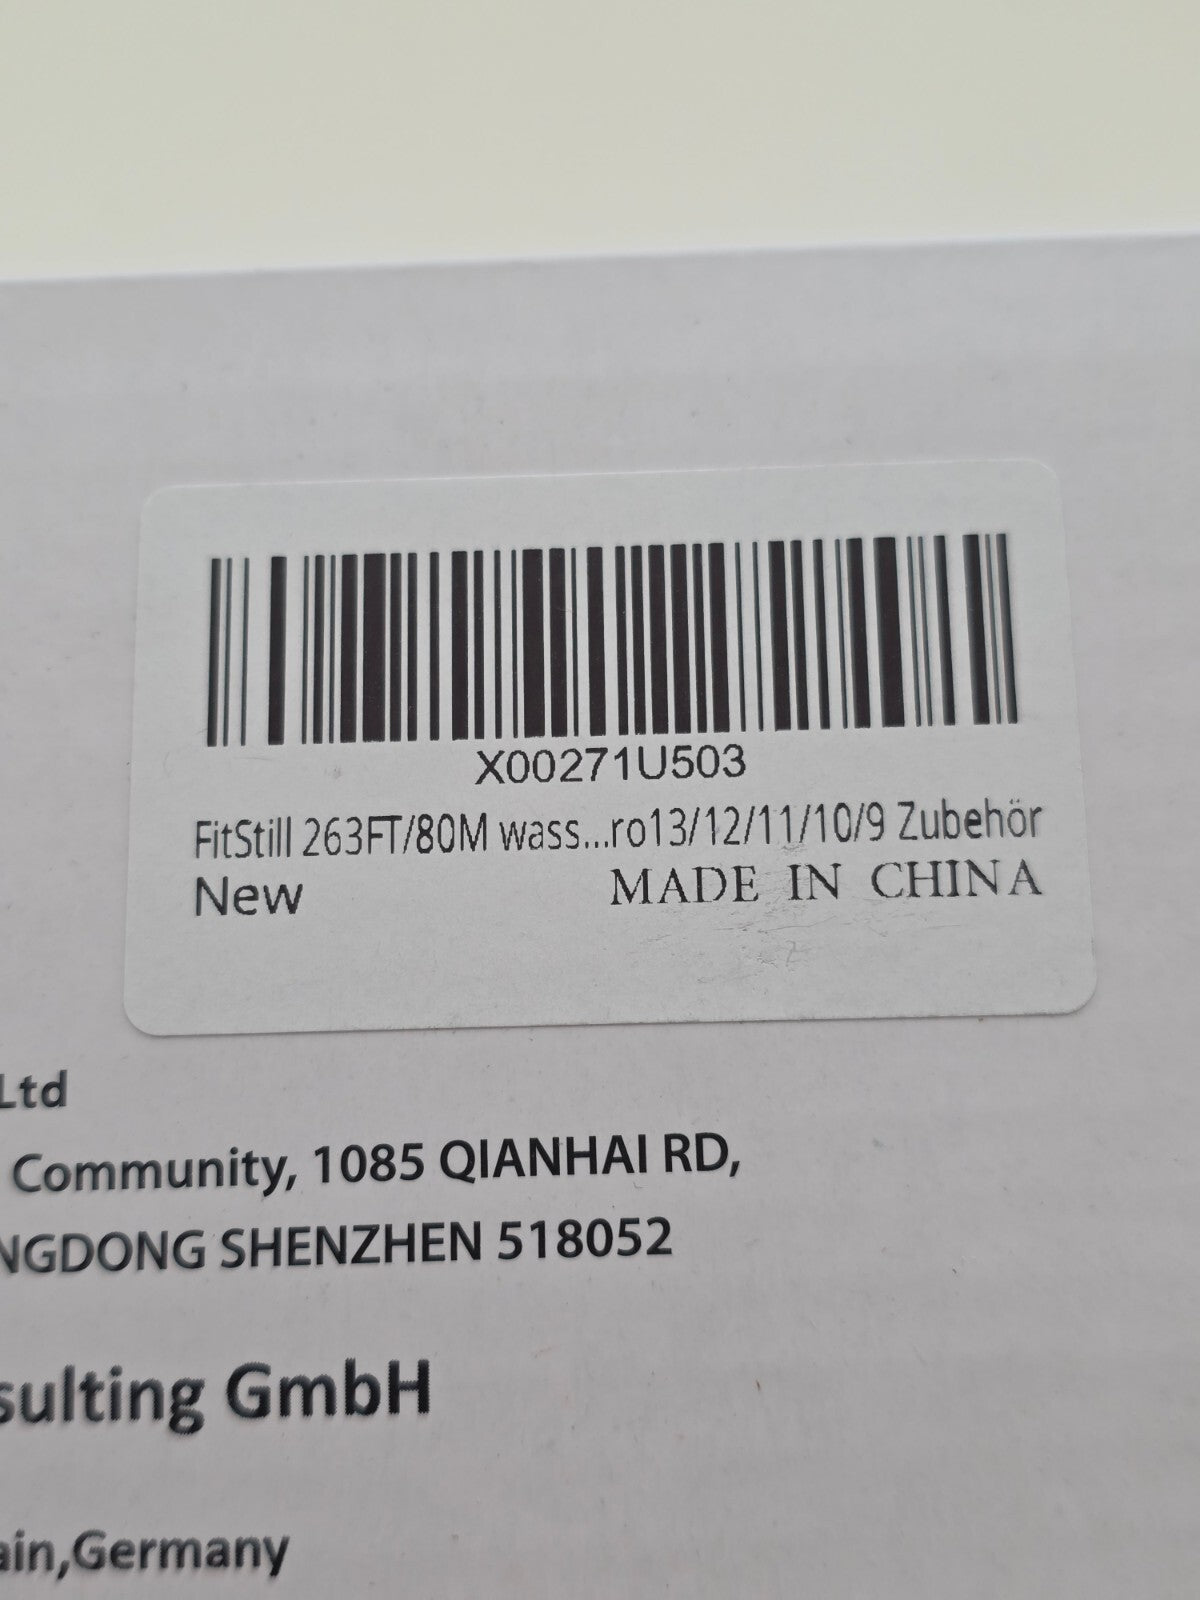 X00271U503
FitStill 263FT/80M wass...ro13/12/11/10/9 Zubehör
New MADE IN CHINA
Ltd
Community, 1085 QIANHAI RD,
NGDONG SHENZHEN 518052
sulting GmbH
ain,Germany